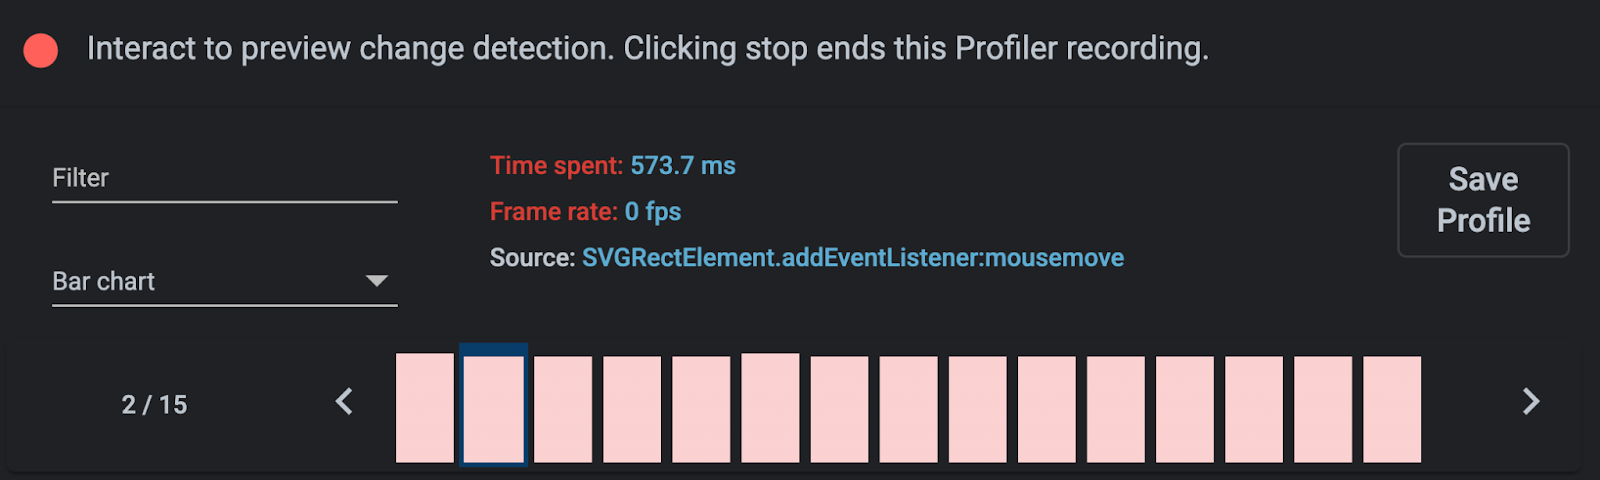 Interact to preview change detection. Clicking stop ends this Profiler recording.
Filter
Bar chart
Time spent: 573.7 ms
Frame rate: 0 fps
Source: SVGRectElement.addEventListener:mousemove
Save
Profile
2 / 15